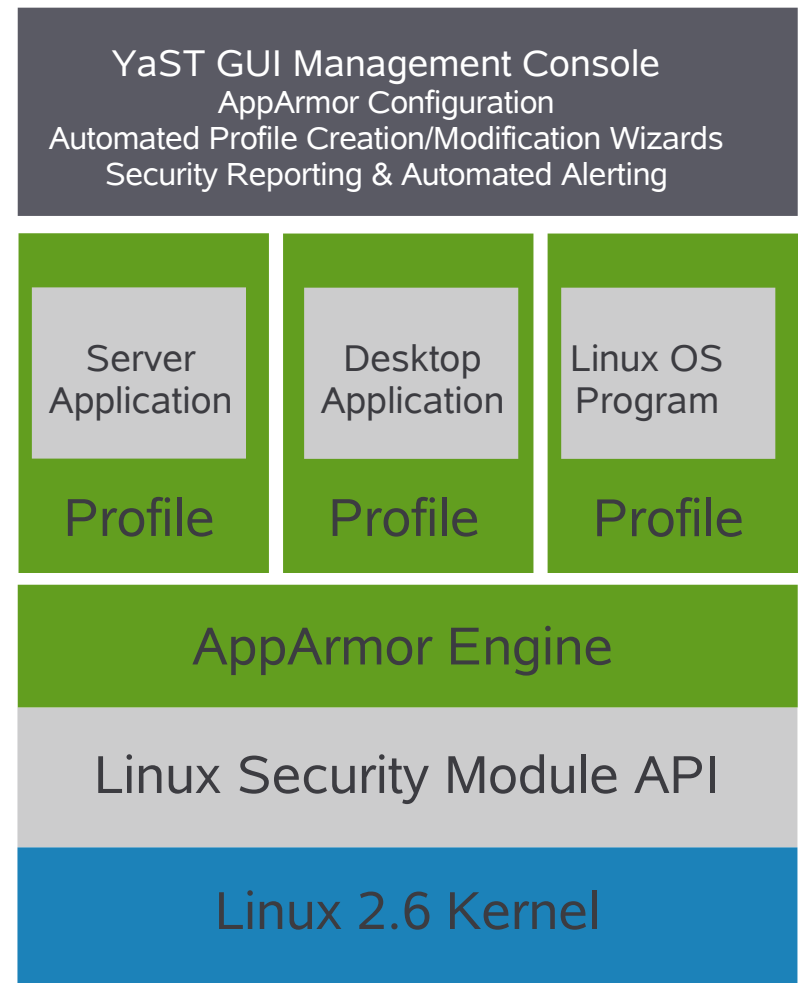 YaST GUI Management Console
AppArmor Configuration
Automated Profile Creation/Modification Wizards
Security Reporting & Automated Alerting
Server
Application
Profile
Desktop
Application
Profile
Linux OS
Program
Profile
AppArmor Engine
Linux Security Module API
Linux 2.6 Kernel